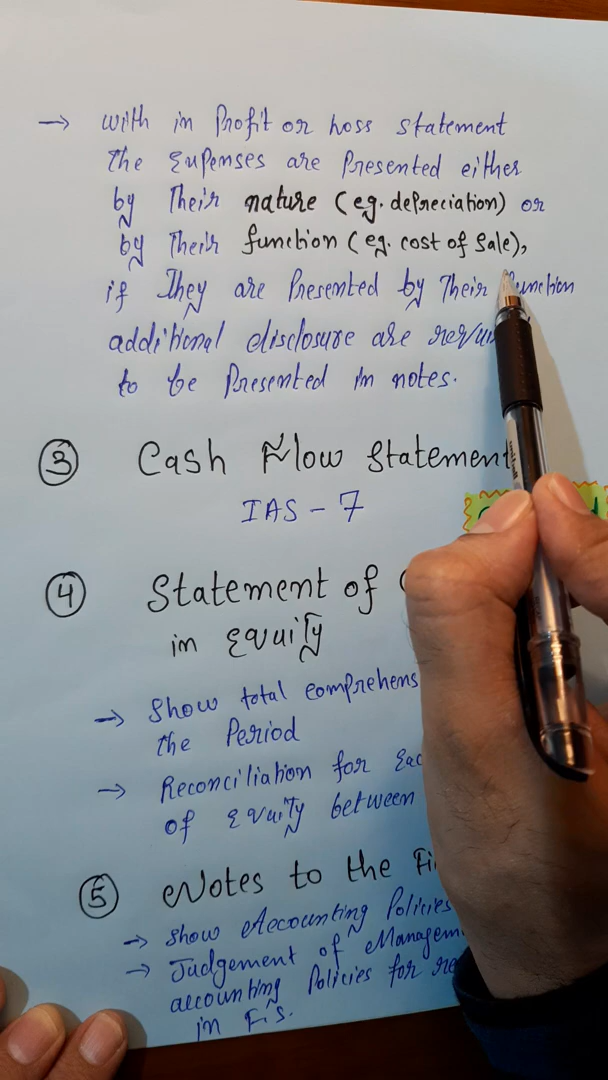 → with in Profit or Loss Statement
The Expenses are Presented either
by Their nature (eg. depreciation) or
by Their function (eg. cost of Sale),
if They are Presented by Their function
additional disclosure are
to be Presented in notes.
③ Cash Flow Statement
IAS - 7
④ Statement of
in Equity
→ Show total comprehens
the Period
→ Reconciliation for Eac
of Equity between
⑤ Notes to the Fi
→ Show Accounting Policies
→ Judgement of Managem
accounting Policies for re
in F.S.